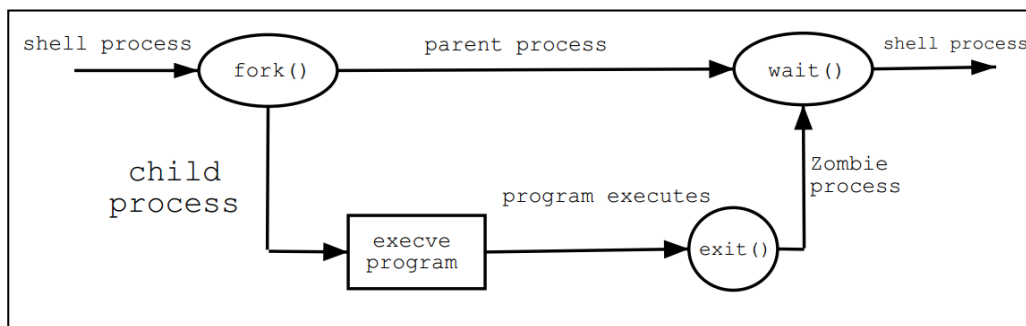 shell process
fork()
parent process
wait()
shell process
child
process
execve
program
program executes
exit()
Zombie
process